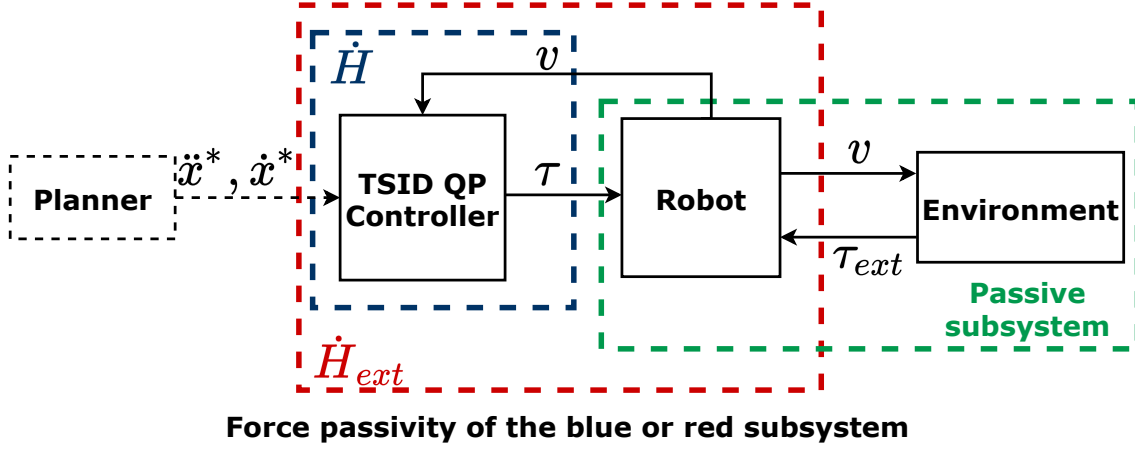 Ḣ
v
ẍ*, ẋ*
Planner
TSID QP
Controller
τ
Robot
v
Environment
τ_ext
Passive
subsystem
Ḣ_ext
Force passivity of the blue or red subsystem